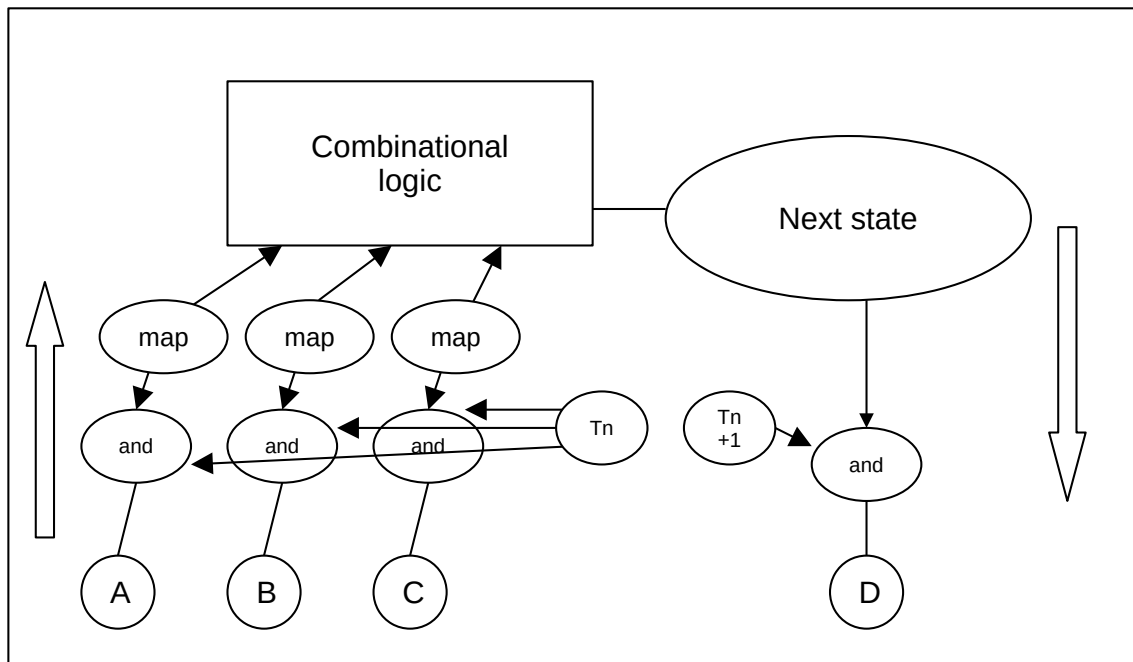 Combinational
logic
Next state
map
map
map
and
and
and
Tn
Tn
+1
and
A
B
C
D